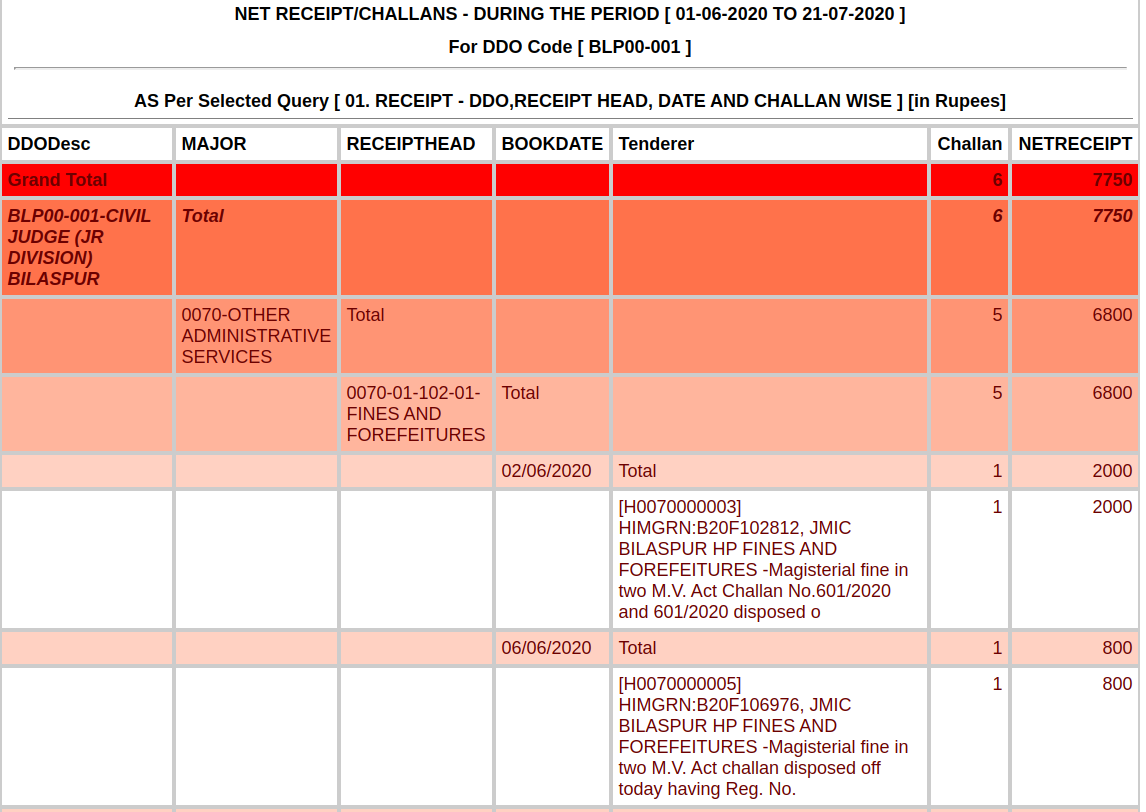 NET RECEIPT/CHALLANS - DURING THE PERIOD [ 01-06-2020 TO 21-07-2020 ]
For DDO Code [ BLP00-001 ]
AS Per Selected Query [ 01. RECEIPT - DDO,RECEIPT HEAD, DATE AND CHALLAN WISE ] [in Rupees]
DDODesc MAJOR RECEIPTHEAD BOOKDATE Tenderer Challan NETRECEIPT
Grand Total 6 7750
BLP00-001-CIVIL Total 6 7750
JUDGE (JR
DIVISION)
BILASPUR
0070-OTHER Total 5 6800
ADMINISTRATIVE
SERVICES
0070-01-102-01- Total 5 6800
FINES AND
FOREFEITURES
02/06/2020 Total 1 2000
[H0070000003] 1 2000
HIMGRN:B20F102812, JMIC
BILASPUR HP FINES AND
FOREFEITURES -Magisterial fine in
two M.V. Act Challan No.601/2020
and 601/2020 disposed o
06/06/2020 Total 1 800
[H0070000005] 1 800
HIMGRN:B20F106976, JMIC
BILASPUR HP FINES AND
FOREFEITURES -Magisterial fine in
two M.V. Act challan disposed off
today having Reg. No.